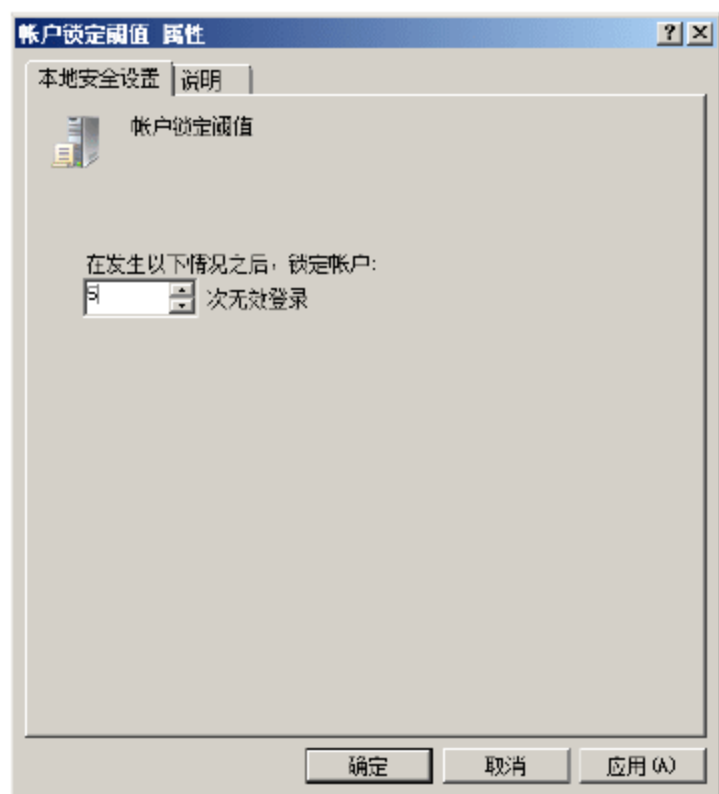 帐户锁定阈值 属性
本地安全设置
说明
帐户锁定阈值
在发生以下情况之后，锁定帐户:
5
次无效登录
确定
取消
应用(A)